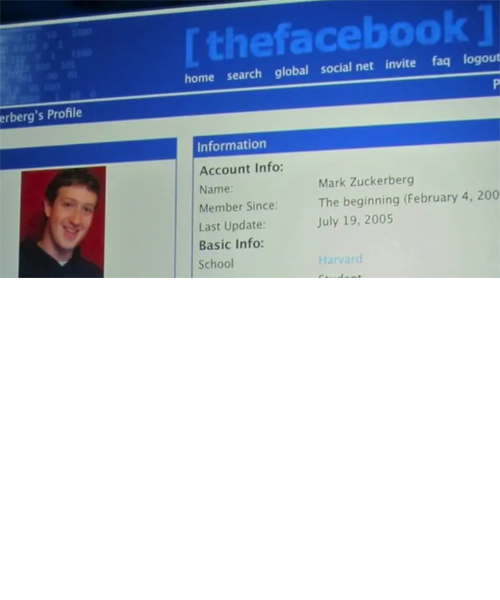 [thefacebook]
home search global social net invite faq logout
erberg's Profile
P
Information
Account Info:
Name: Mark Zuckerberg
Member Since: The beginning (February 4, 200
Last Update: July 19, 2005
Basic Info:
School Harvard